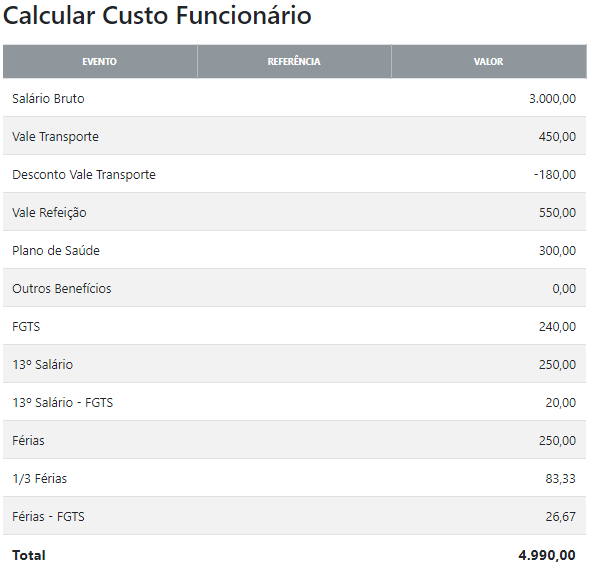 Calcular Custo Funcionário
EVENTO REFERÊNCIA VALOR
Salário Bruto 3.000,00
Vale Transporte 450,00
Desconto Vale Transporte -180,00
Vale Refeição 550,00
Plano de Saúde 300,00
Outros Benefícios 0,00
FGTS 240,00
13º Salário 250,00
13º Salário - FGTS 20,00
Férias 250,00
1/3 Férias 83,33
Férias - FGTS 26,67
Total 4.990,00